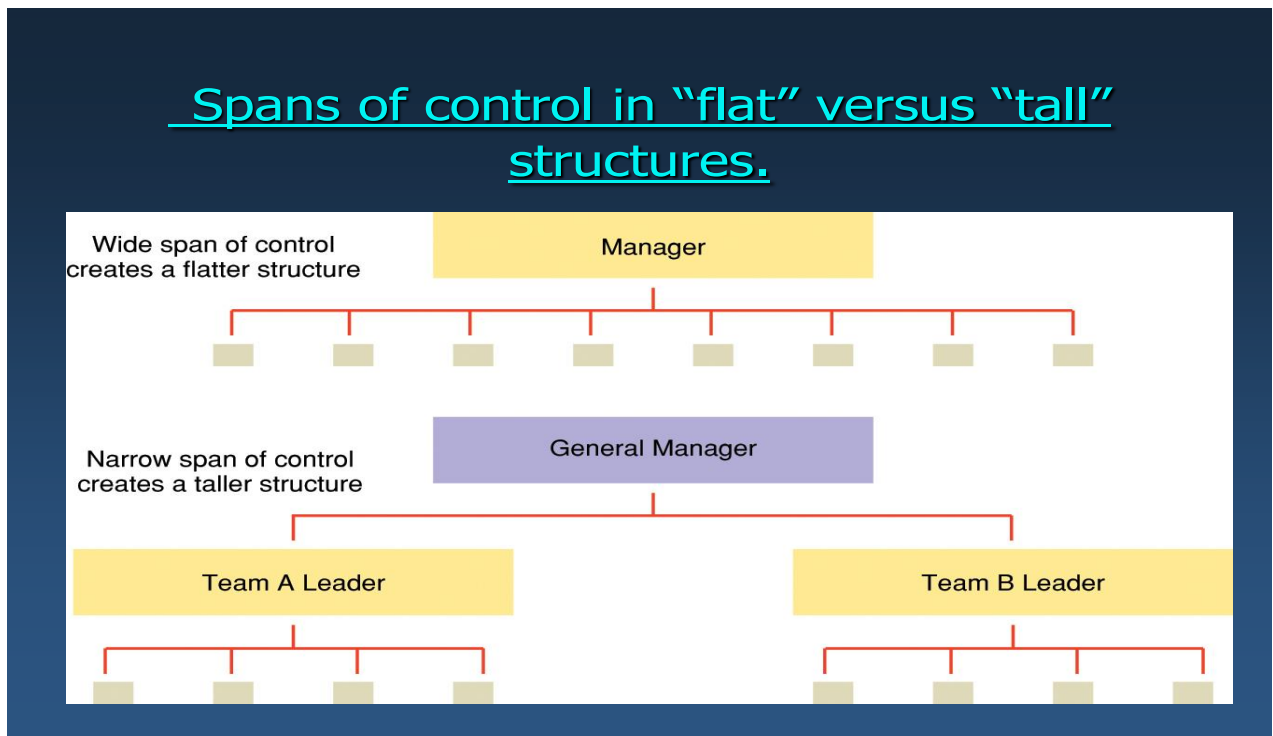 Spans of control in “flat” versus “tall”
structures.
Wide span of control
creates a flatter structure
Manager
Narrow span of control
creates a taller structure
General Manager
Team A Leader
Team B Leader